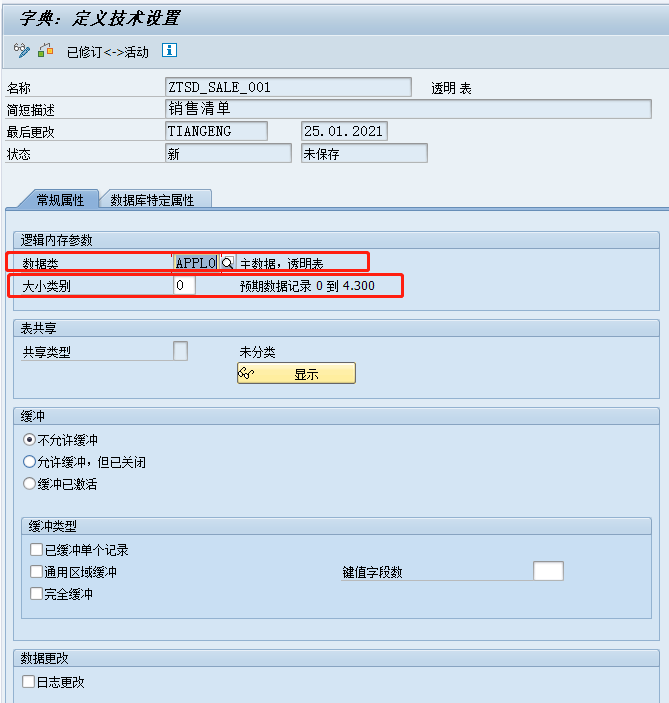 字典: 定义技术设置
已修订<->活动
名称 ZTSD_SALE_001 透明 表
简短描述 销售清单
最后更改 TIANGENG 25.01.2021
状态 新 未保存
常规属性 数据库特定属性
逻辑内存参数
数据类 APPL0 主数据, 透明表
大小类别 0 预期数据记录 0 到 4.300
表共享
共享类型 未分类
显示
缓冲
不允许缓冲
允许缓冲, 但已关闭
缓冲已激活
缓冲类型
已缓冲单个记录
通用区域缓冲 键值字段数
完全缓冲
数据更改
日志更改